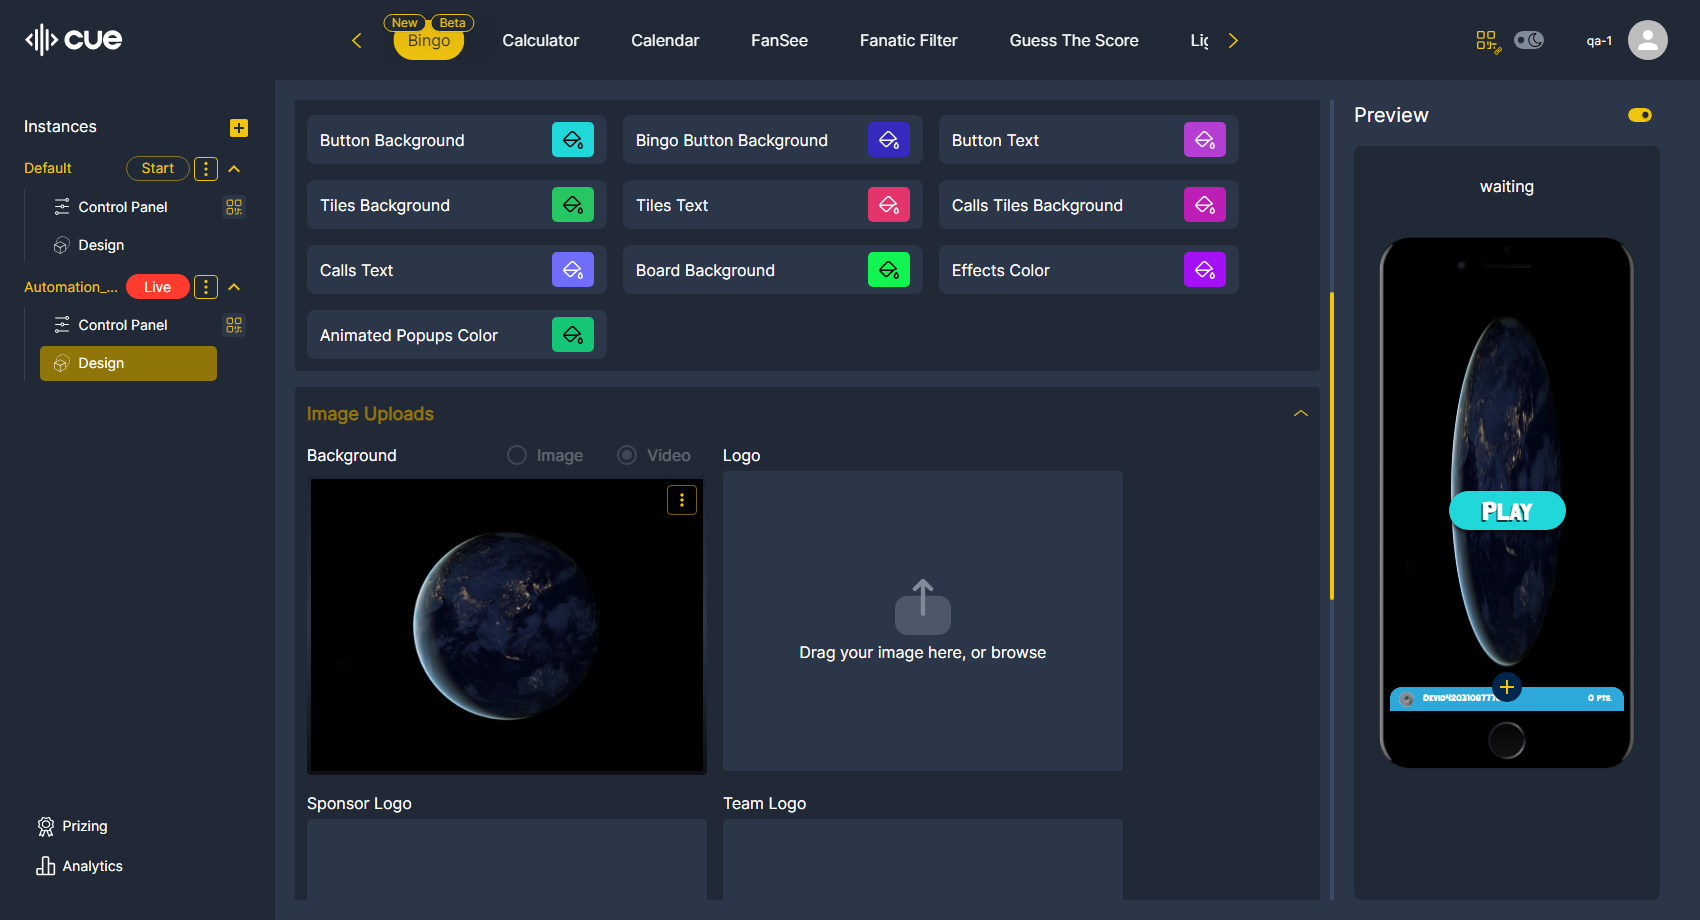 cue
New Beta
Bingo
Calculator
Calendar
FanSee
Fanatic Filter
Guess The Score
qa-1
Instances
Default
Start
Control Panel
Design
Automation_...
Live
Control Panel
Design
Prizing
Analytics
Button Background
Bingo Button Background
Button Text
Tiles Background
Tiles Text
Calls Tiles Background
Calls Text
Board Background
Effects Color
Animated Popups Color
Image Uploads
Background
Image
Video
Logo
Drag your image here, or browse
Sponsor Logo
Team Logo
Preview
waiting
PLAY
0 PTS.